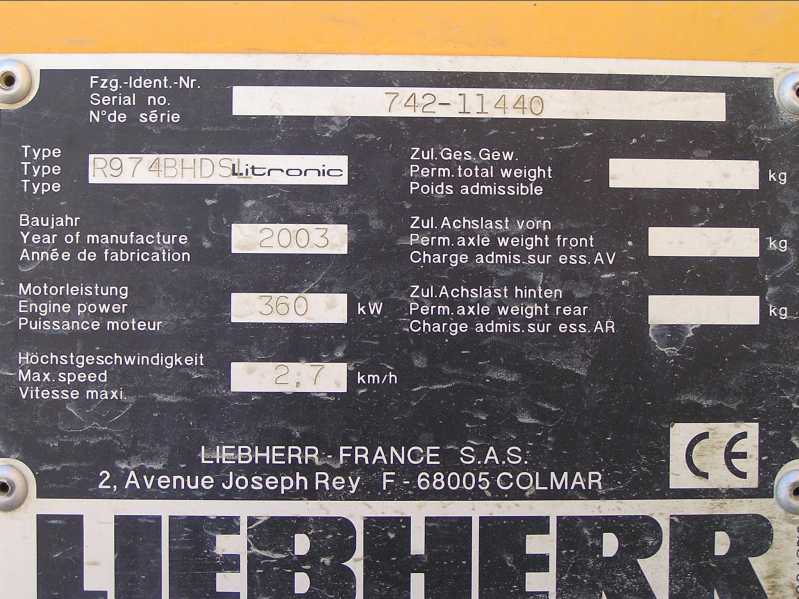 Fzg.-Ident.-Nr.
Serial no.
N°de série
742-11440
Type
Type
Type
R974BHDSL Litronic
Zul.Ges.Gew.
Perm.total weight
Poids admissible
kg
Baujahr
Year of manufacture
Année de fabrication
2003
Zul.Achslast vorn
Perm.axle weight front
Charge admis.sur ess.AV
kg
Motorleistung
Engine power
Puissance moteur
360
kW
Zul.Achslast hinten
Perm.axle weight rear
Charge admis.sur ess.AR
kg
Höchstgeschwindigkeit
Max.speed
Vitesse maxi.
2,7
km/h
LIEBHERR - FRANCE S.A.S.
2, Avenue Joseph Rey F - 68005 COLMAR
CE
LIEBHERR